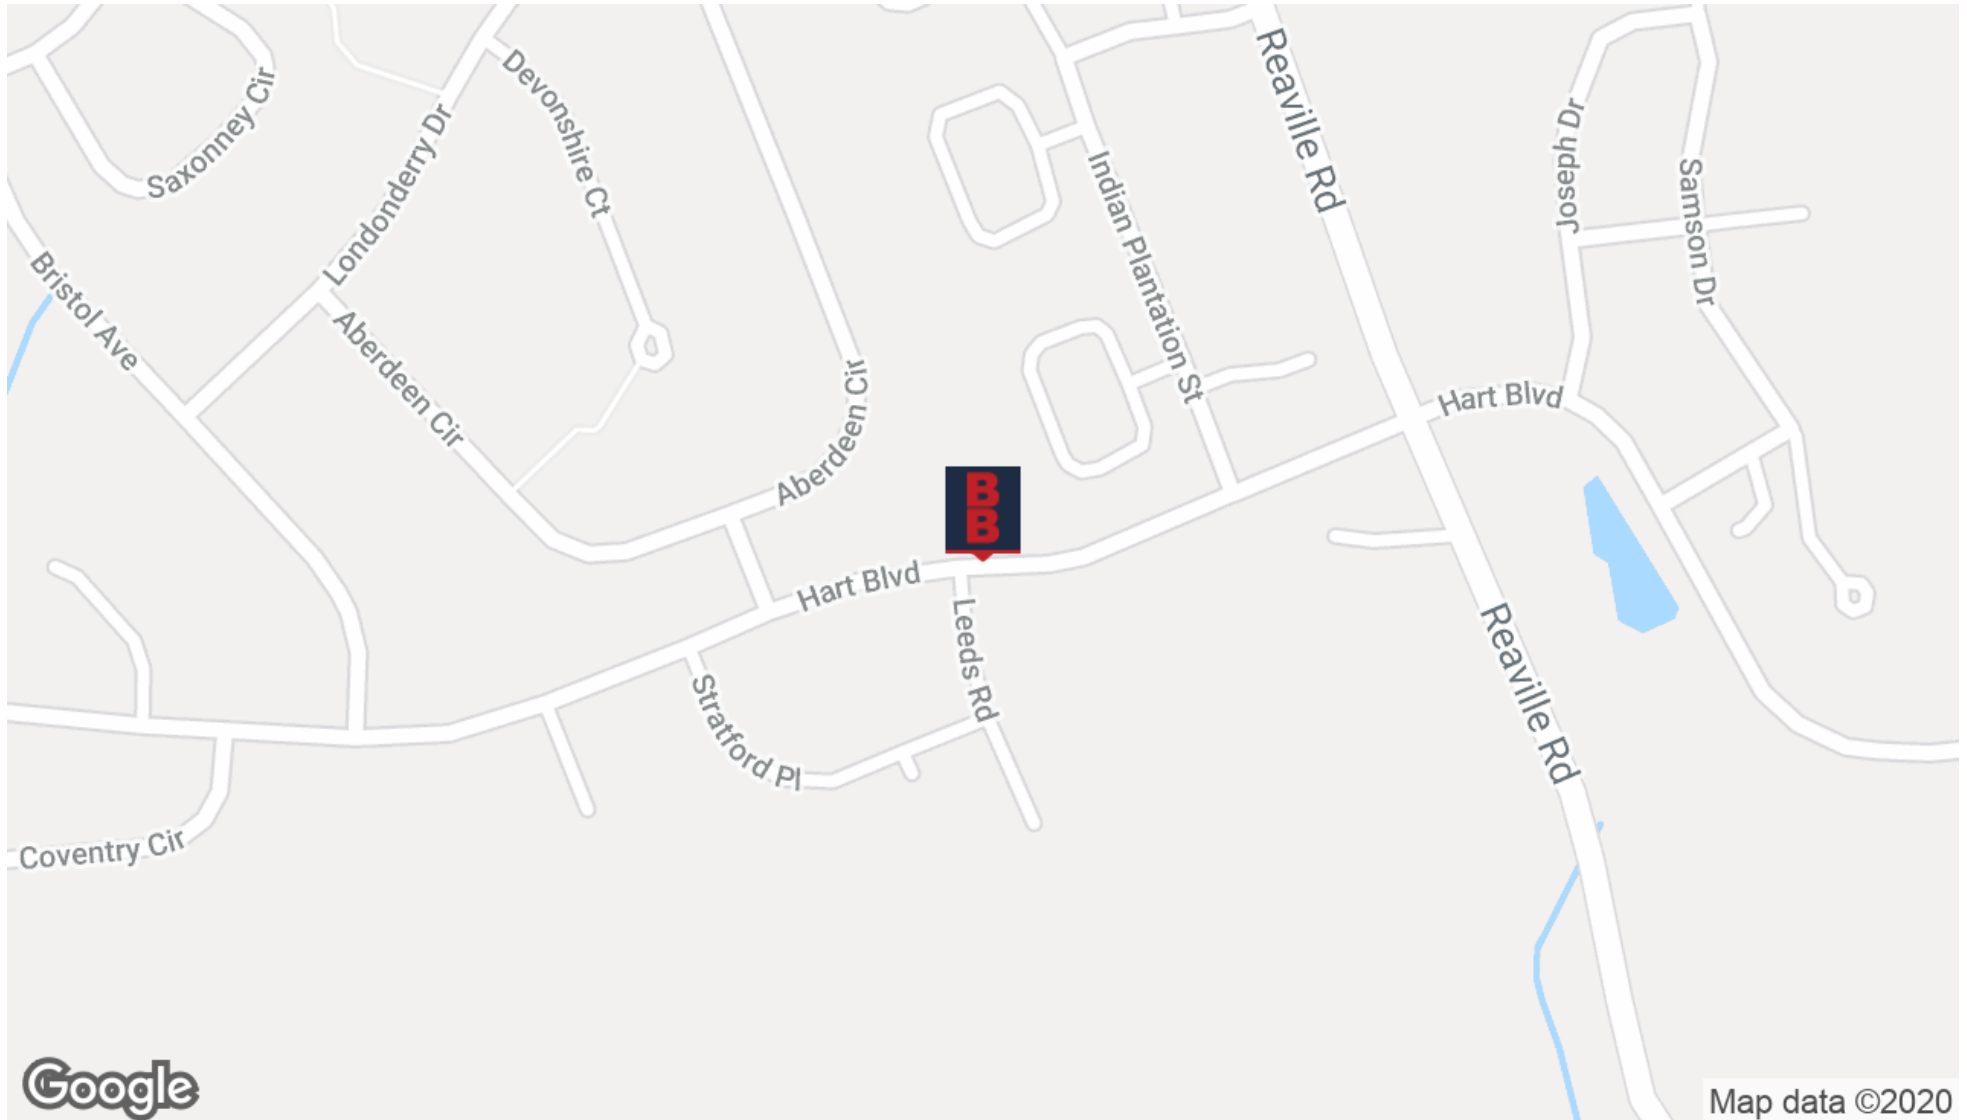 Saxonney Cir
Londonderry Dr
Devonshire Ct
Bristol Ave
Aberdeen Cir
Aberdeen Cir
Indian Plantation St
Reaville Rd
Joseph Dr
Samson Dr
Hart Blvd
B
B
Hart Blvd
Leeds Rd
Stratford Pl
Reaville Rd
Coventry Cir
Google
Map data ©2020